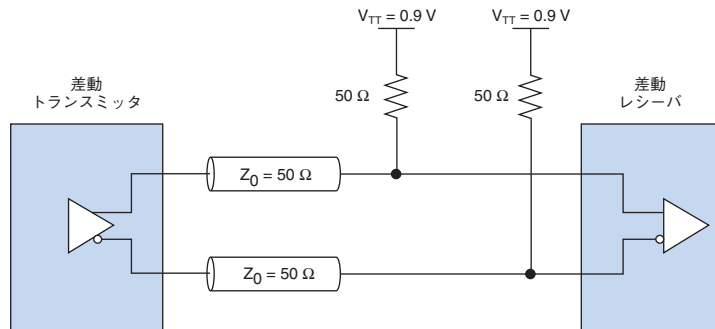 V_TT = 0.9 V
V_TT = 0.9 V
差動
トランスミッタ
50 Ω
50 Ω
差動
レシーバ
Z_0 = 50 Ω
Z_0 = 50 Ω